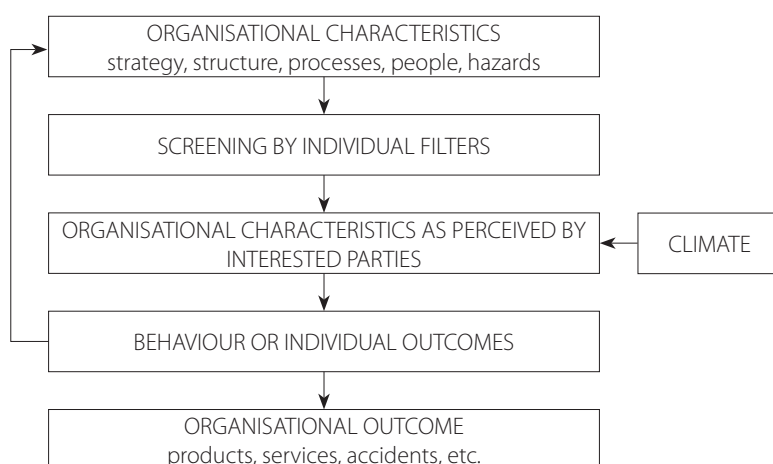 ORGANISATIONAL CHARACTERISTICS
strategy, structure, processes, people, hazards
SCREENING BY INDIVIDUAL FILTERS
ORGANISATIONAL CHARACTERISTICS AS PERCEIVED BY
INTERESTED PARTIES
CLIMATE
BEHAVIOUR OR INDIVIDUAL OUTCOMES
ORGANISATIONAL OUTCOME
products, services, accidents, etc.